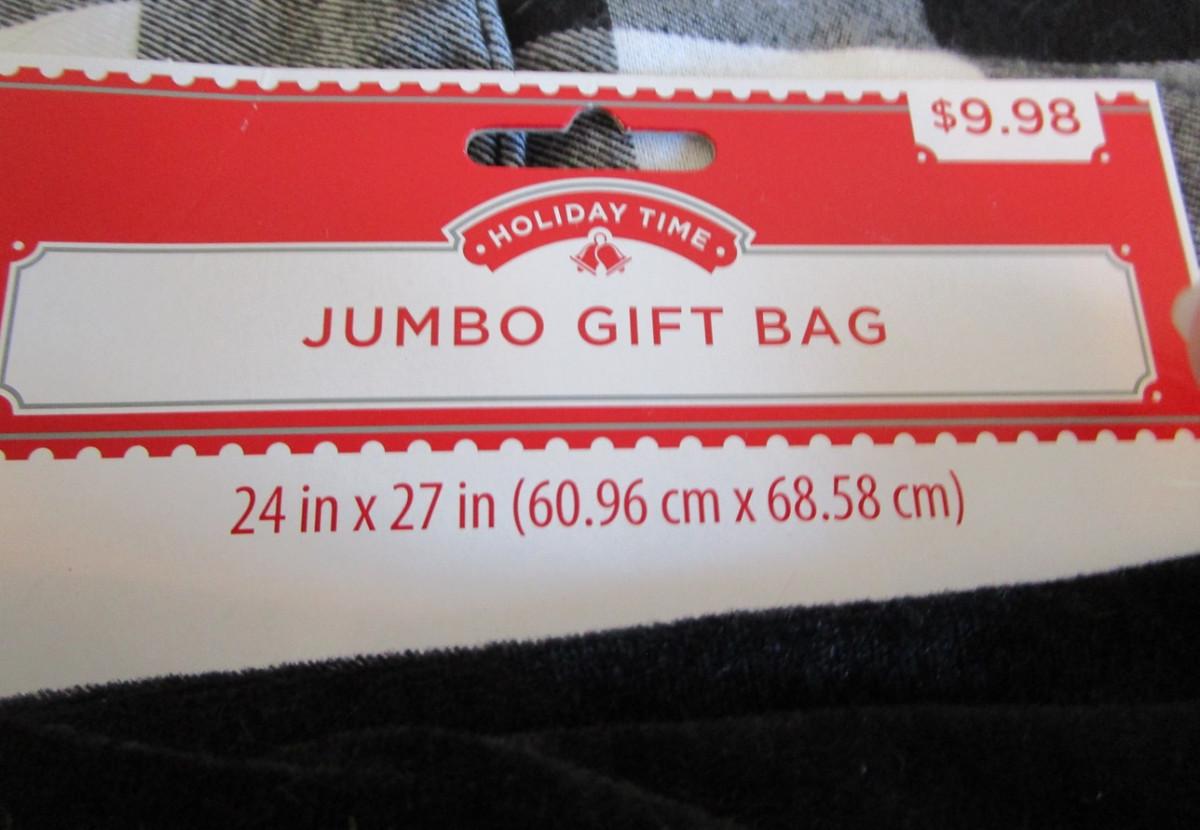 $9.98
HOLIDAY TIME
JUMBO GIFT BAG
24 in x 27 in (60.96 cm x 68.58 cm)